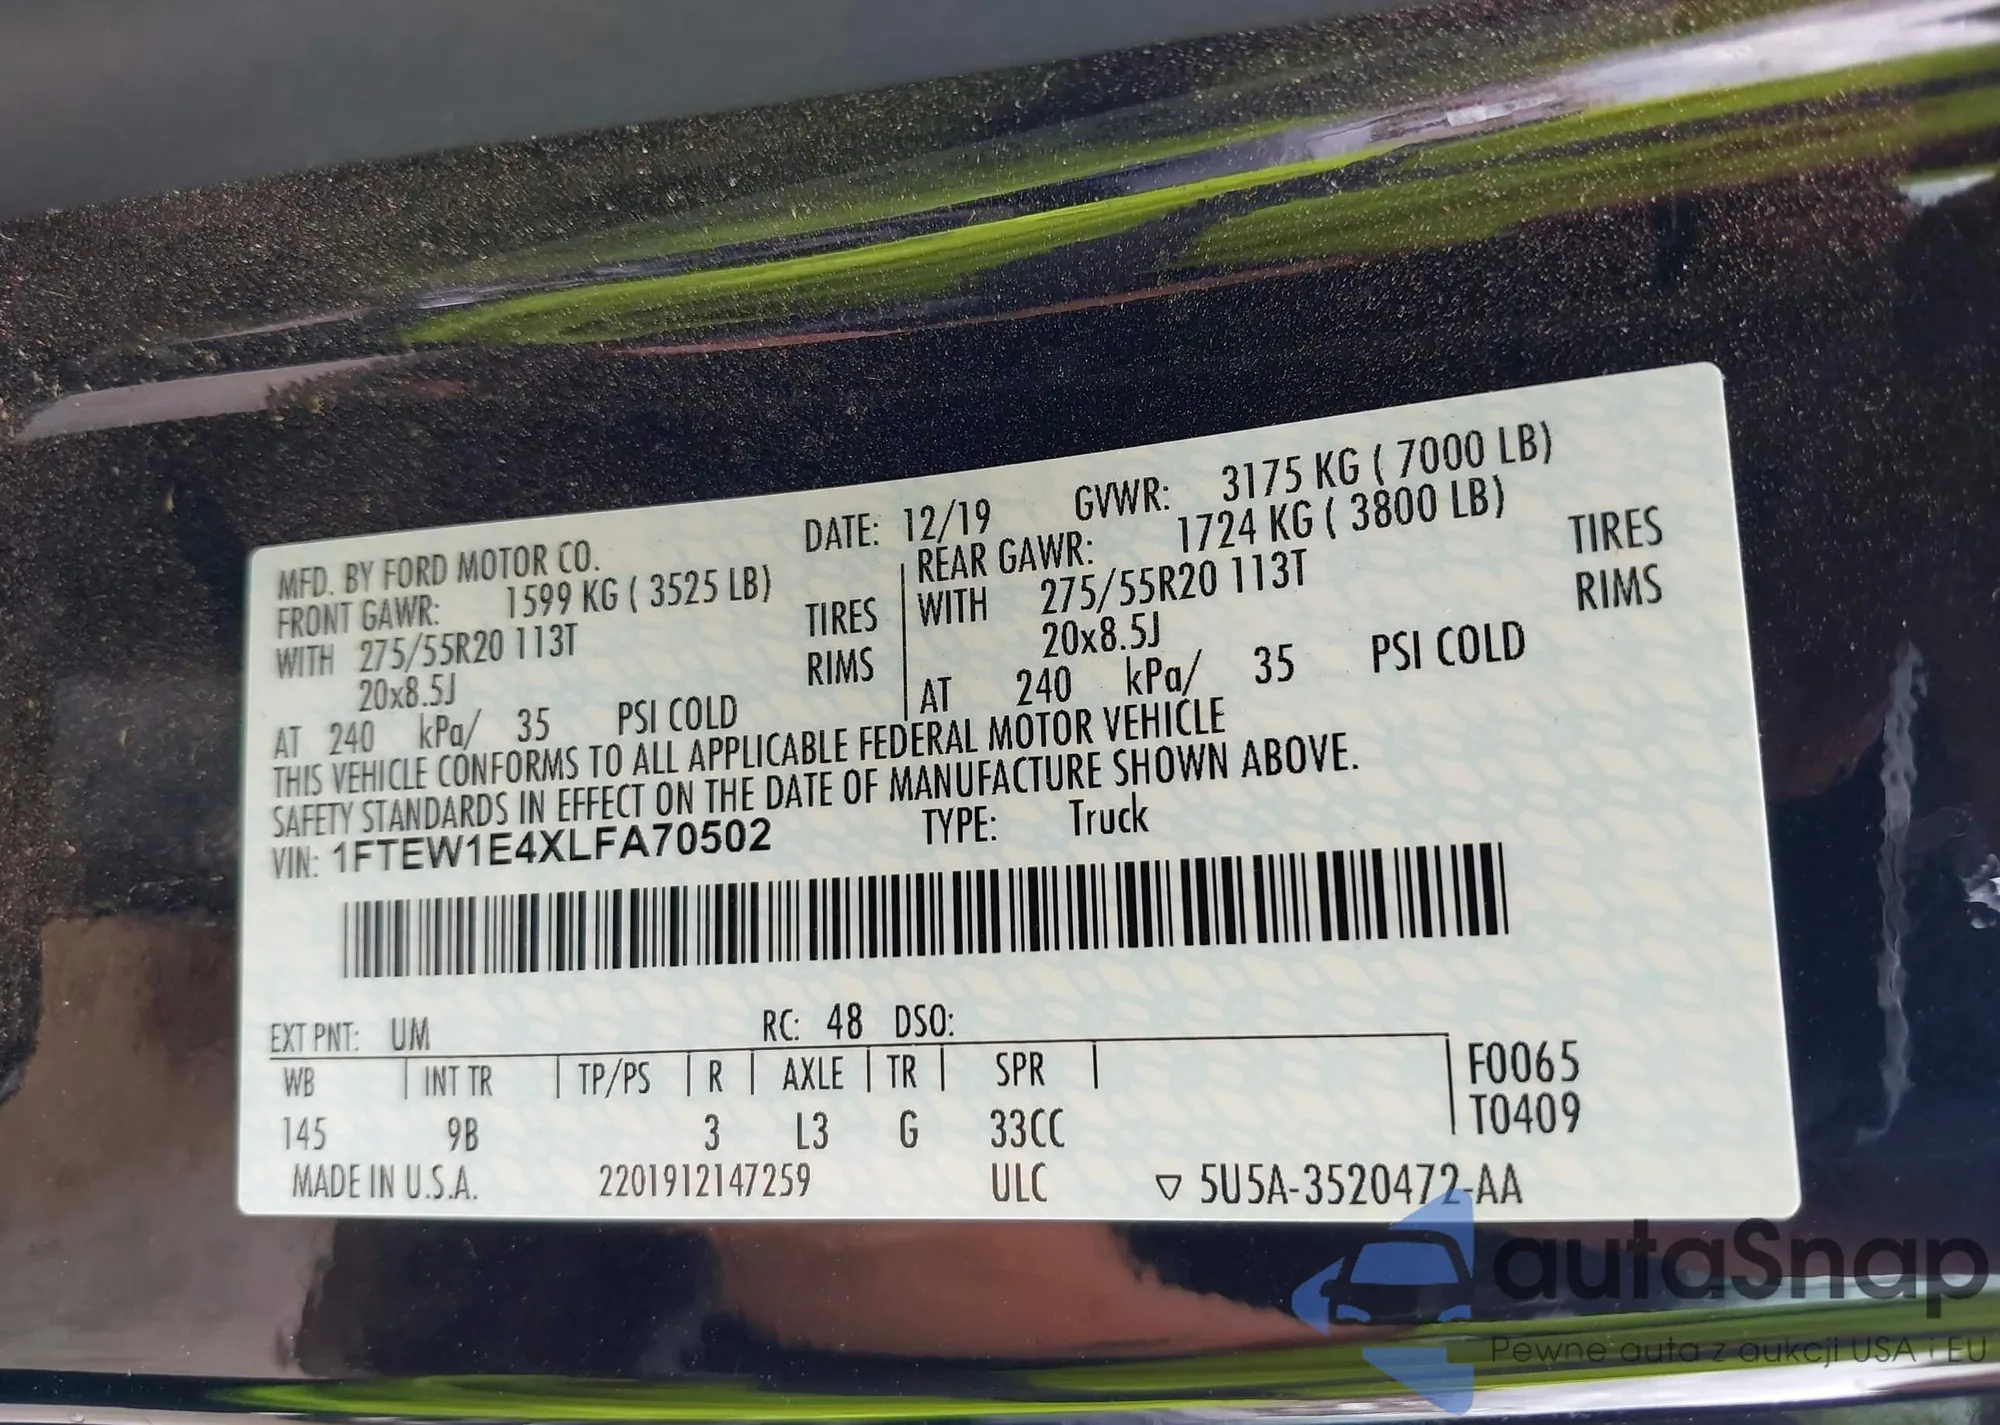 MFD. BY FORD MOTOR CO. DATE: 12/19 GVWR: 3175 KG ( 7000 LB)
FRONT GAWR: 1599 KG ( 3525 LB) REAR GAWR: 1724 KG ( 3800 LB)
WITH 275/55R20 113T TIRES WITH 275/55R20 113T TIRES
20x8.5J RIMS 20x8.5J RIMS
AT 240 kPa/ 35 PSI COLD AT 240 kPa/ 35 PSI COLD
THIS VEHICLE CONFORMS TO ALL APPLICABLE FEDERAL MOTOR VEHICLE
SAFETY STANDARDS IN EFFECT ON THE DATE OF MANUFACTURE SHOWN ABOVE.
VIN: 1FTEW1E4XLFA70502 TYPE: Truck
EXT PNT: UM RC: 48 DSO:
WB INT TR TP/PS R AXLE TR SPR F0065
145 9B 3 L3 G 33CC T0409
MADE IN U.S.A. 2201912147259 ULC ▽ 5U5A-3520472-AA
autaSnap
Pewne auta z aukcji USA i EU